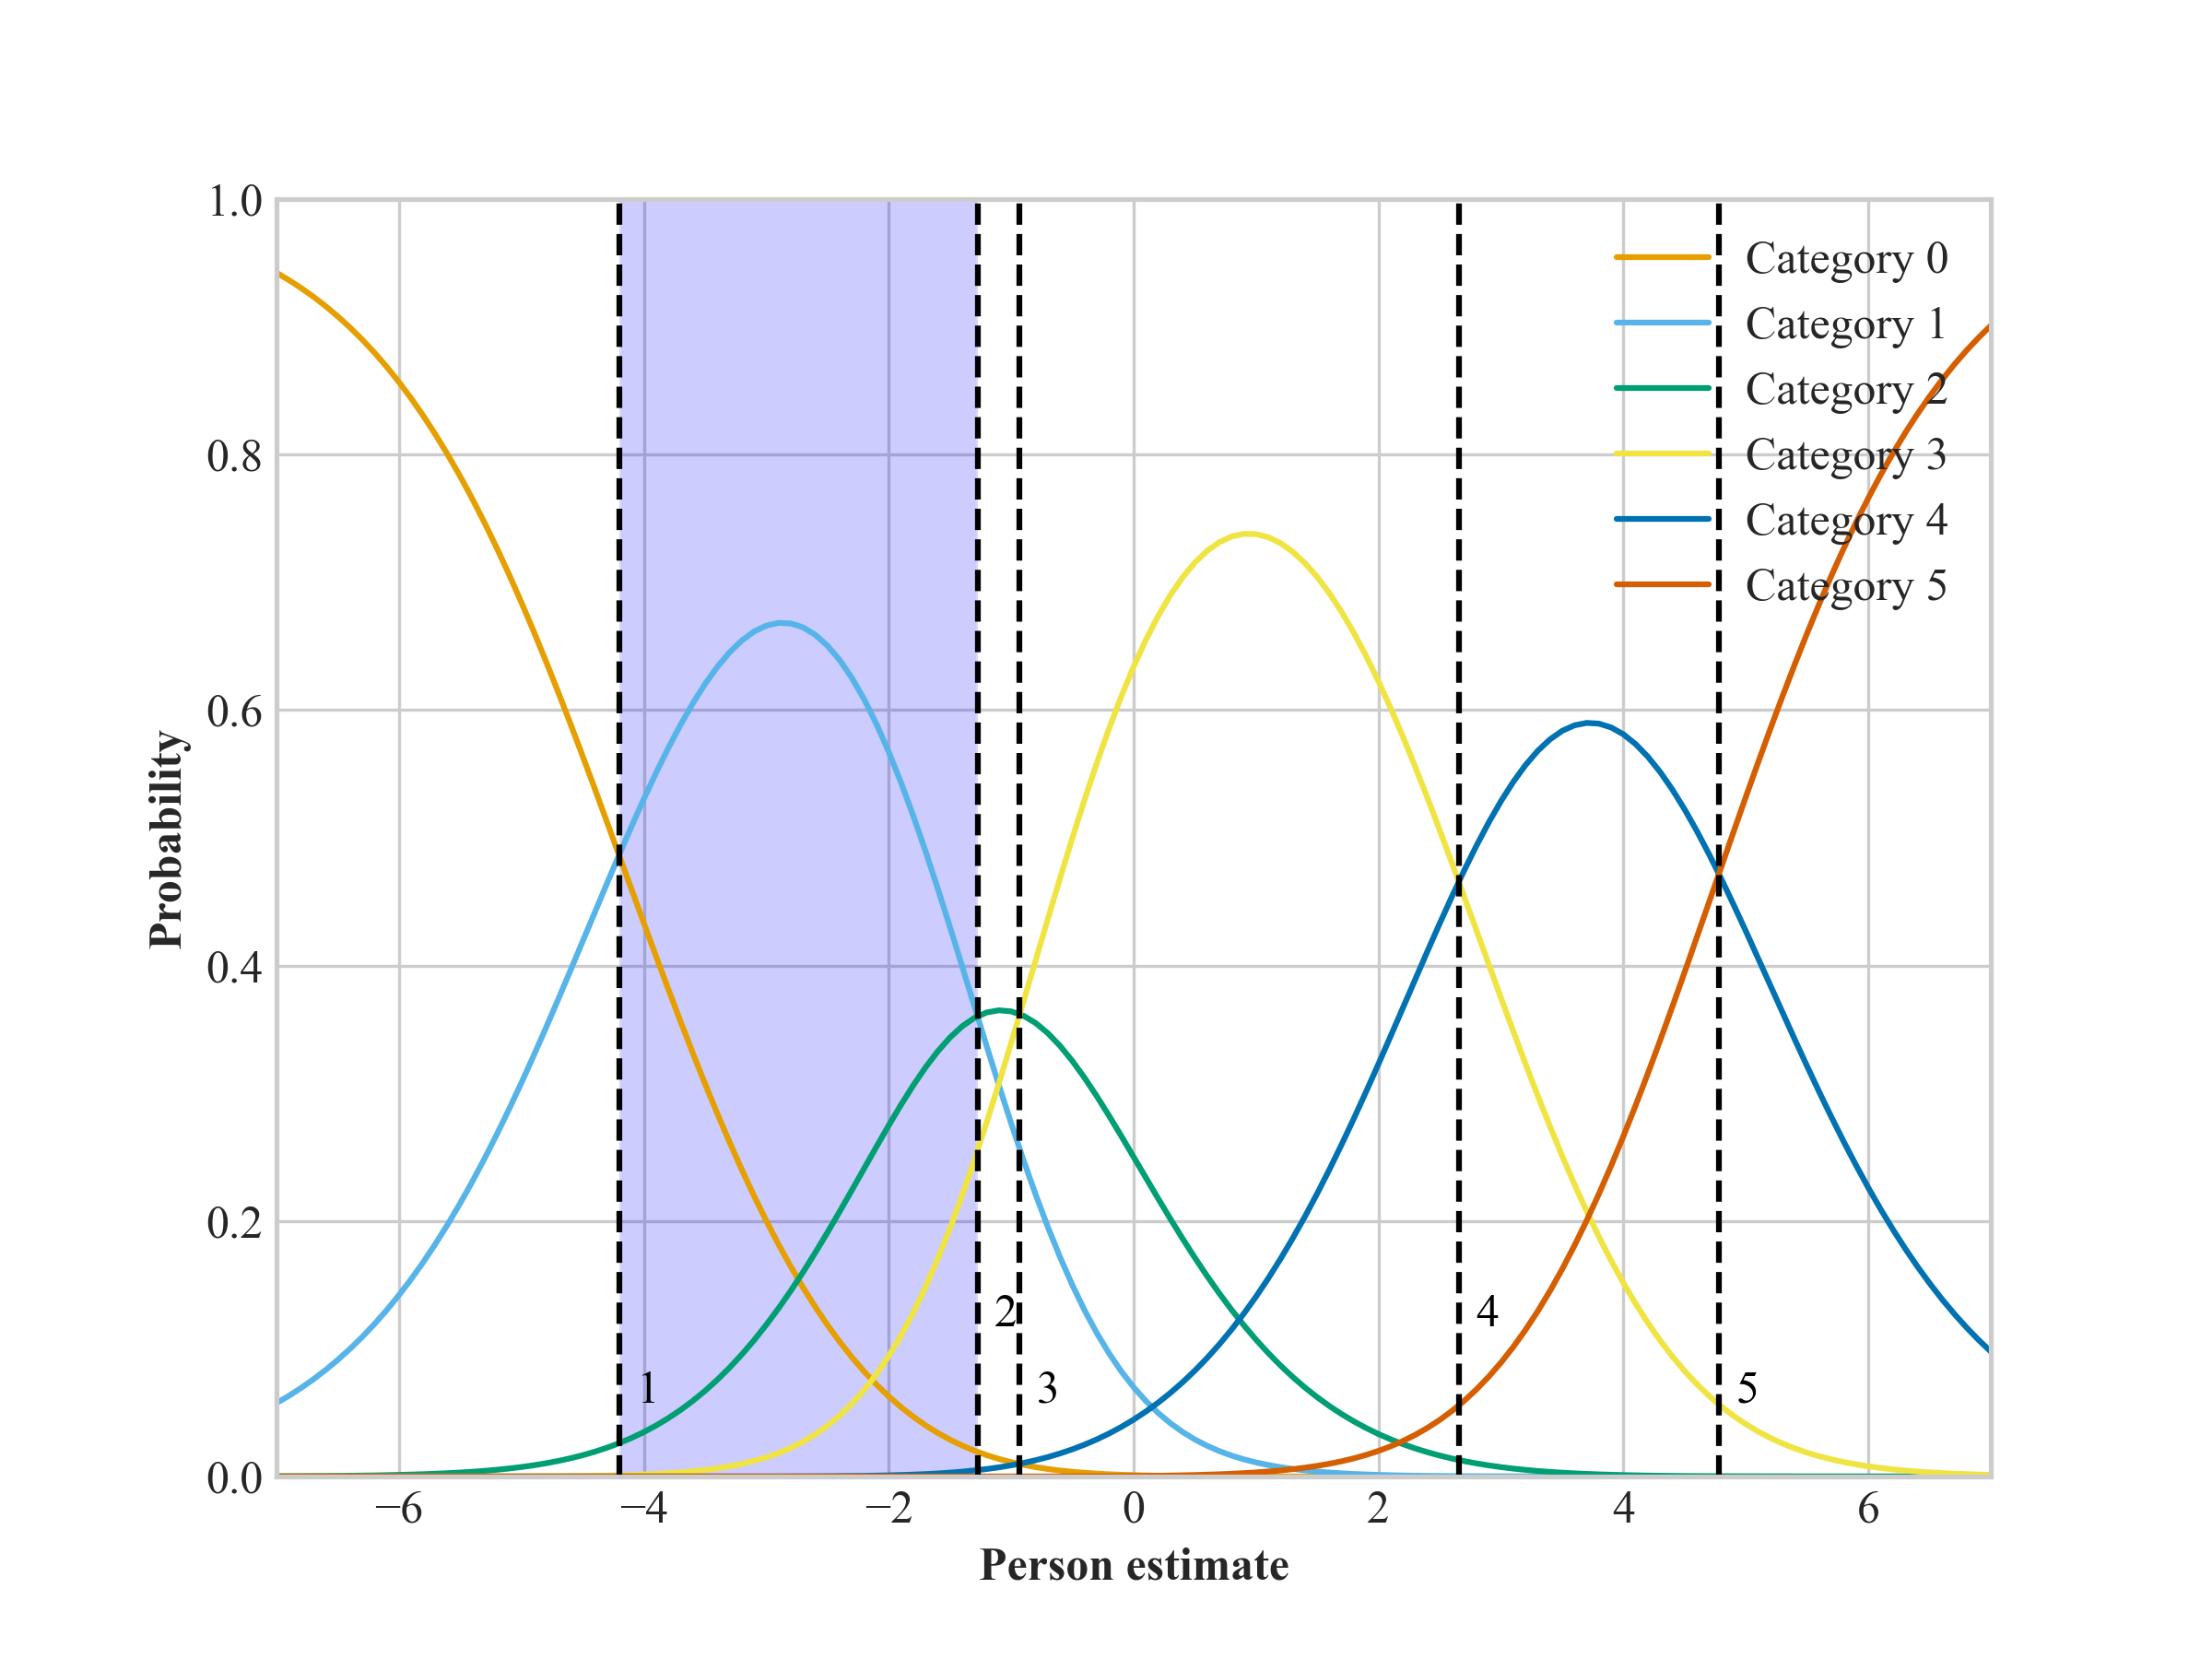 1.0
0.8
0.6
0.4
0.2
0.0
Probability
Category 0
Category 1
Category 2
Category 3
Category 4
Category 5
1
2
3
4
5
−6 −4 −2 0 2 4 6
Person estimate